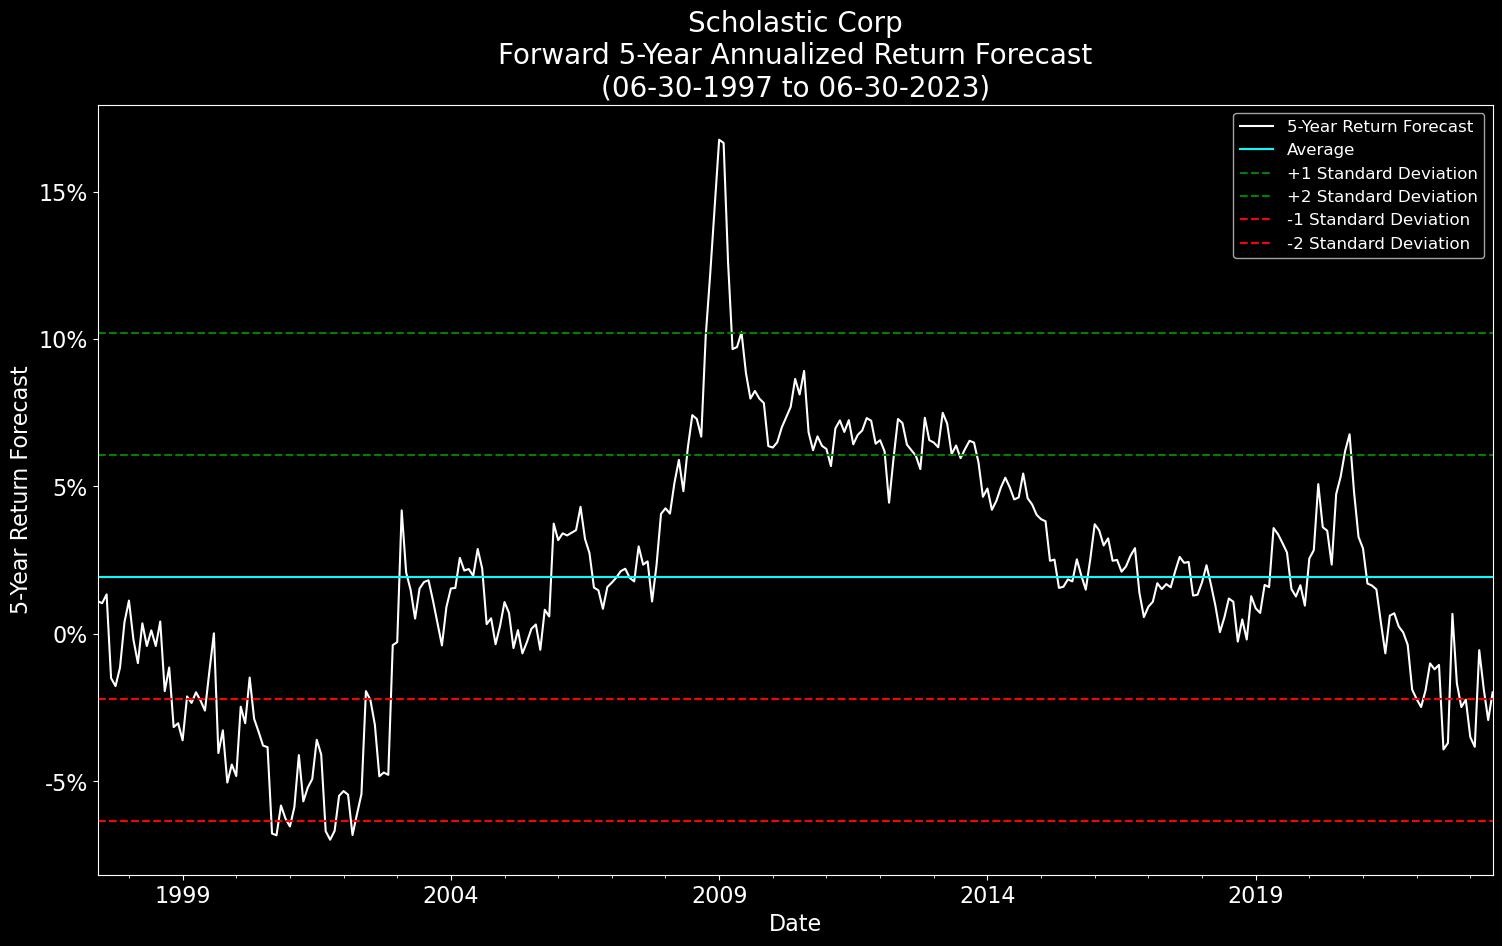 Scholastic Corp
Forward 5-Year Annualized Return Forecast
(06-30-1997 to 06-30-2023)
5-Year Return Forecast
Average
+1 Standard Deviation
+2 Standard Deviation
-1 Standard Deviation
-2 Standard Deviation
15%
10%
5%
0%
-5%
5-Year Return Forecast
1999 2004 2009 2014 2019
Date